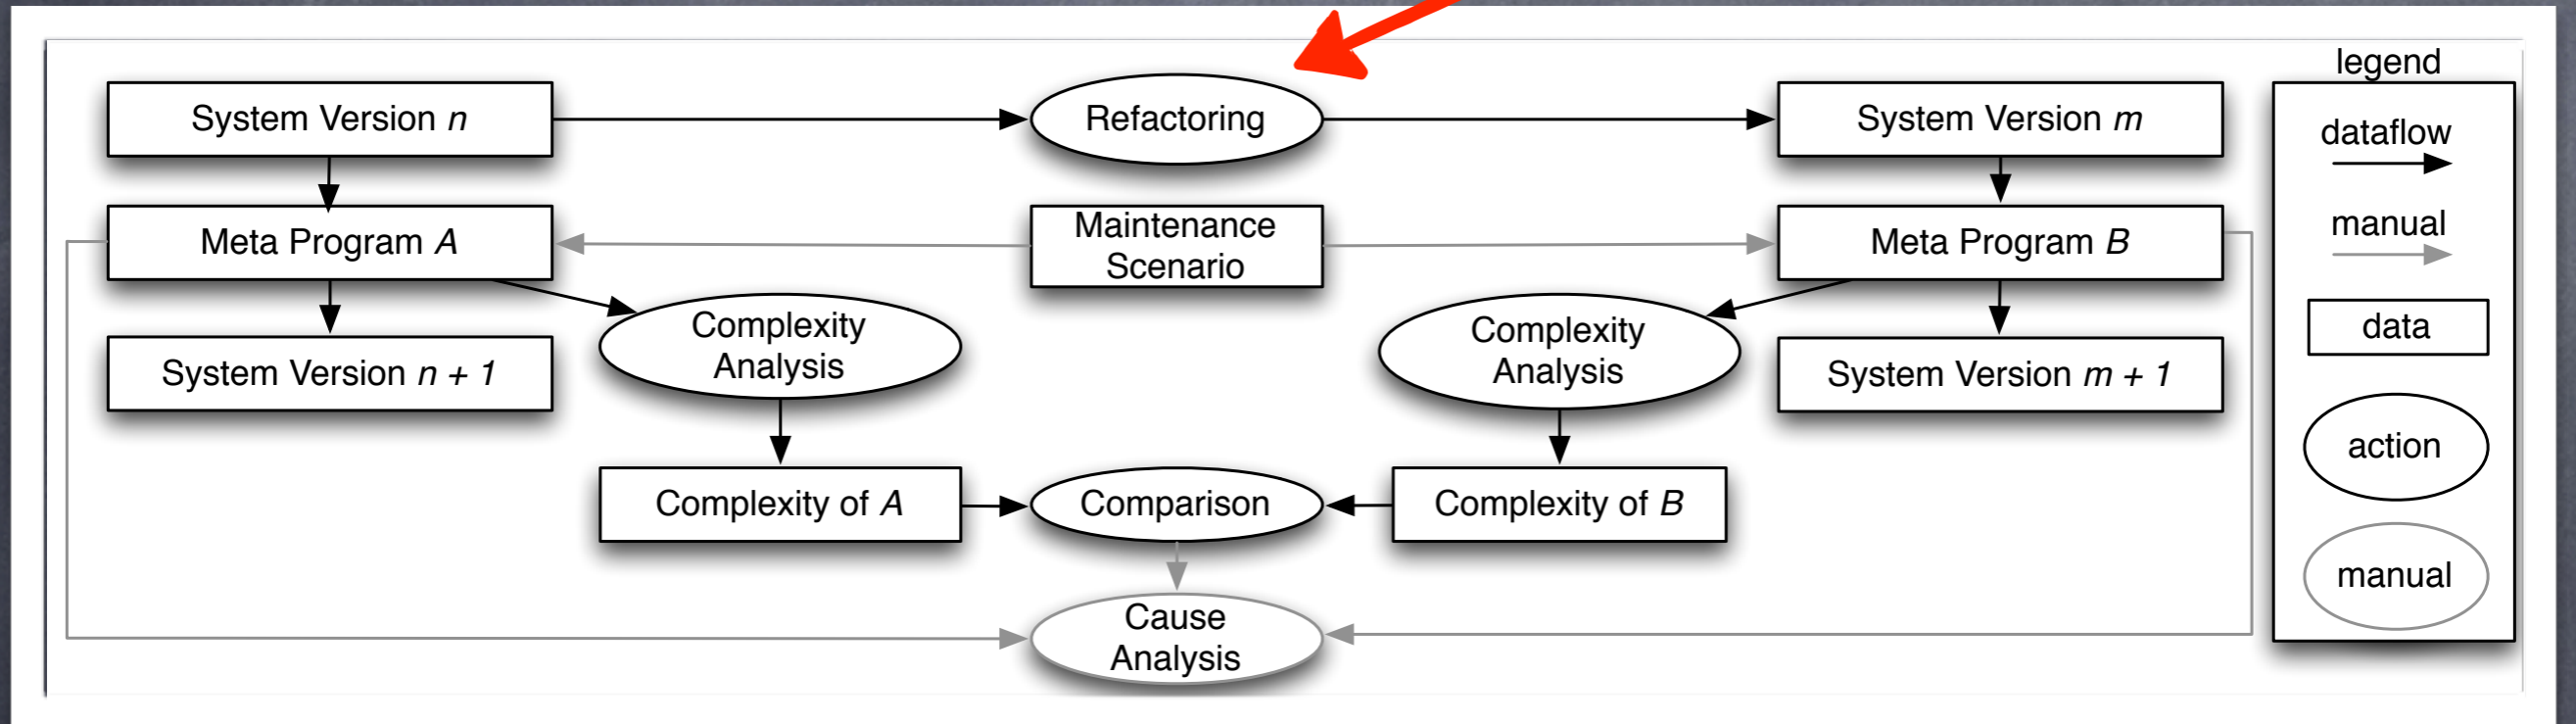 System Version n
Refactoring
System Version m
Meta Program A
Maintenance
Scenario
Meta Program B
System Version n + 1
Complexity
Analysis
Complexity
Analysis
System Version m + 1
Complexity of A
Comparison
Complexity of B
Cause
Analysis
legend
dataflow
manual
data
action
manual